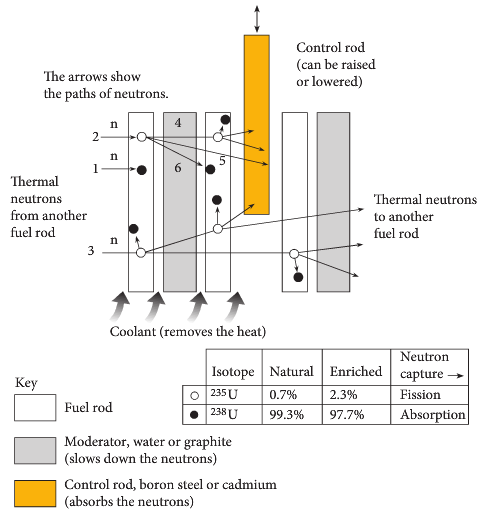 Control rod
(can be raised
or lowered)
The arrows show
the paths of neutrons.
n
2
4
n
1
6
5
Thermal
neutrons
from another
fuel rod
Thermal neutrons
to another
fuel rod
n
3
Coolant (removes the heat)
Isotope Natural Enriched Neutron
capture
²³⁵U 0.7% 2.3% Fission
²³⁸U 99.3% 97.7% Absorption
Key
Fuel rod
Moderator, water or graphite
(slows down the neutrons)
Control rod, boron steel or cadmium
(absorbs the neutrons)